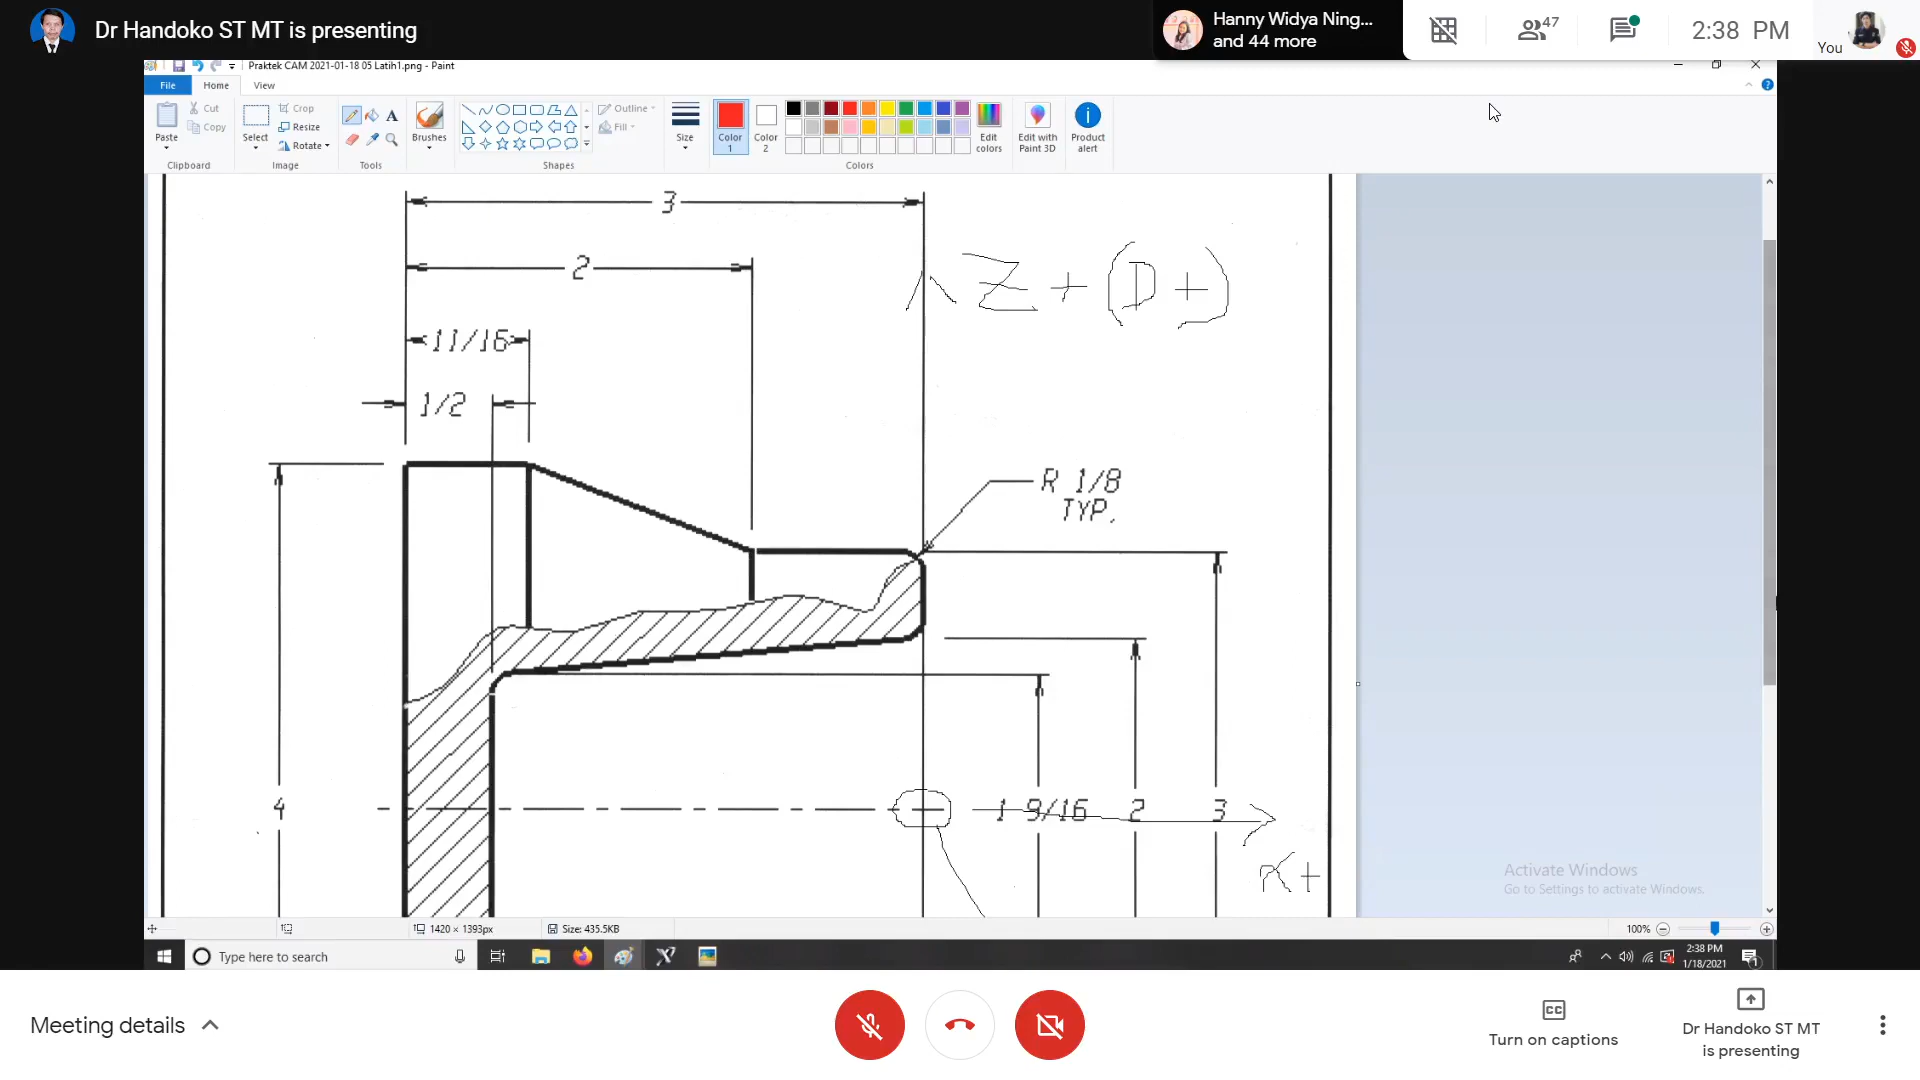 Dr Handoko ST MT is presenting
Hanny Widya Ning...
and 44 more
47
2:38 PM
You
Praktek CAM 2021-01-18 05 Latih1.png - Paint
File
Home
View
Paste
Cut
Copy
Clipboard
Select
Crop
Resize
Rotate
Image
Tools
Brushes
Shapes
Outline
Fill
Size
Color
1
Color
2
Edit
colors
Edit with
Paint 3D
Product
alert
Colors
3
2
11/16
1/2
Z + (D +)
R 1/8
TYP.
4
1 9/16
2
3
X+
Activate Windows
Go to Settings to activate Windows.
1420 × 1393px
Size: 435.5KB
100%
Type here to search
2:38 PM
1/18/2021
1
Meeting details
Turn on captions
Dr Handoko ST MT
is presenting